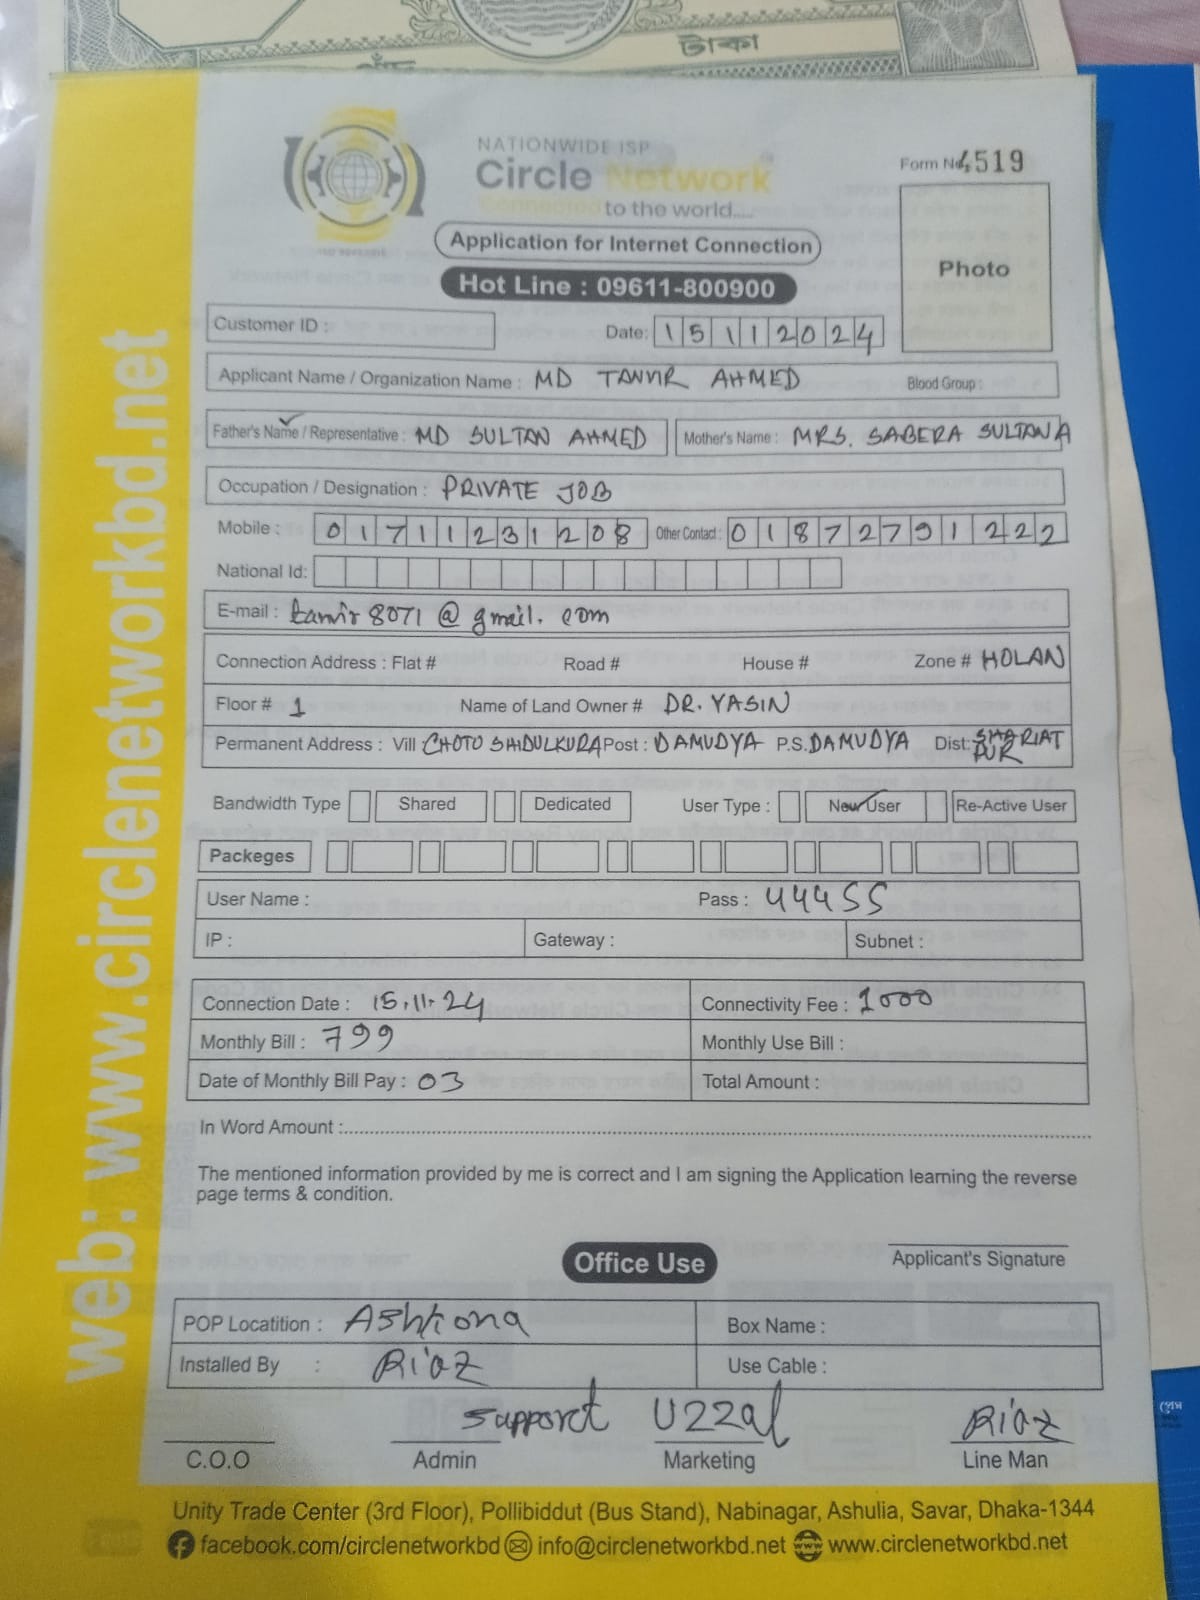 টাকা
NATIONWIDE ISP
Circle Network
Connected to the world....
Form No. 4519
Application for Internet Connection
Photo
Hot Line : 09611-800900
Customer ID :
Date: 15112024
Applicant Name / Organization Name : MD TANVIR AHMED Blood Group :
Father's Name / Representative : MD SULTAN AHMED Mother's Name : MRS. SABERA SULTANA
Occupation / Designation : PRIVATE JOB
Mobile : 01711231208 Other Contact : 01872791222
National Id:
E-mail : tanvir8071@gmail.com
Connection Address : Flat # Road # House # Zone # HOLAN
Floor # 1 Name of Land Owner # DR. YASIN
Permanent Address : Vill CHOTO SHIDULKURA Post : DAMUDYA P.S. DAMUDYA Dist: SHARIAT PUR
Bandwidth Type Shared Dedicated User Type : New User Re-Active User
Packeges
User Name : Pass : 44455
IP : Gateway : Subnet :
Connection Date : 15.11.24 Connectivity Fee : 1000
Monthly Bill : 799 Monthly Use Bill :
Date of Monthly Bill Pay : 03 Total Amount :
In Word Amount :
The mentioned information provided by me is correct and I am signing the Application learning the reverse
page terms & condition.
Office Use Applicant's Signature
POP Locatition : Ashkona Box Name :
Installed By : Riaz Use Cable :
Support Uzzal Riaz
C.O.O Admin Marketing Line Man
Unity Trade Center (3rd Floor), Pollibiddut (Bus Stand), Nabinagar, Ashulia, Savar, Dhaka-1344
facebook.com/circlenetworkbd info@circlenetworkbd.net www.circlenetworkbd.net
web: www.circlenetworkbd.net